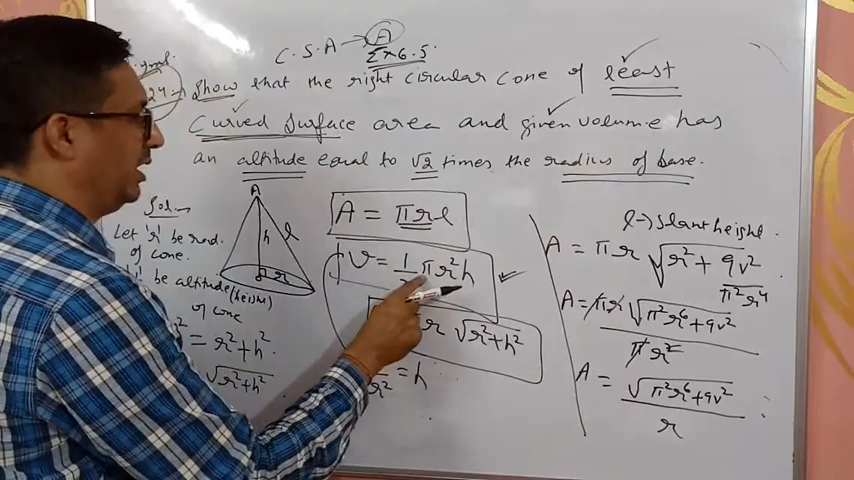 C.S.A → A
Ex 6.5.
24 → Show that the right circular cone of least
Curved Surface area and given volume has
an altitude equal to √2 times the radius of base.
Sol →
Let 'r' be rad.
of cone.
be altitude (height)
of cone
= r² + h²
√r² + h²
A
h
l
r
A = πrl
V = 1/ πr²h
r √r² + h²
r² = h
l → Slant height.
A = πr √r² + 9v²/π²r⁴
A = πr √π²r⁶ + 9v² / πr²
A = √π²r⁶ + 9v² / r